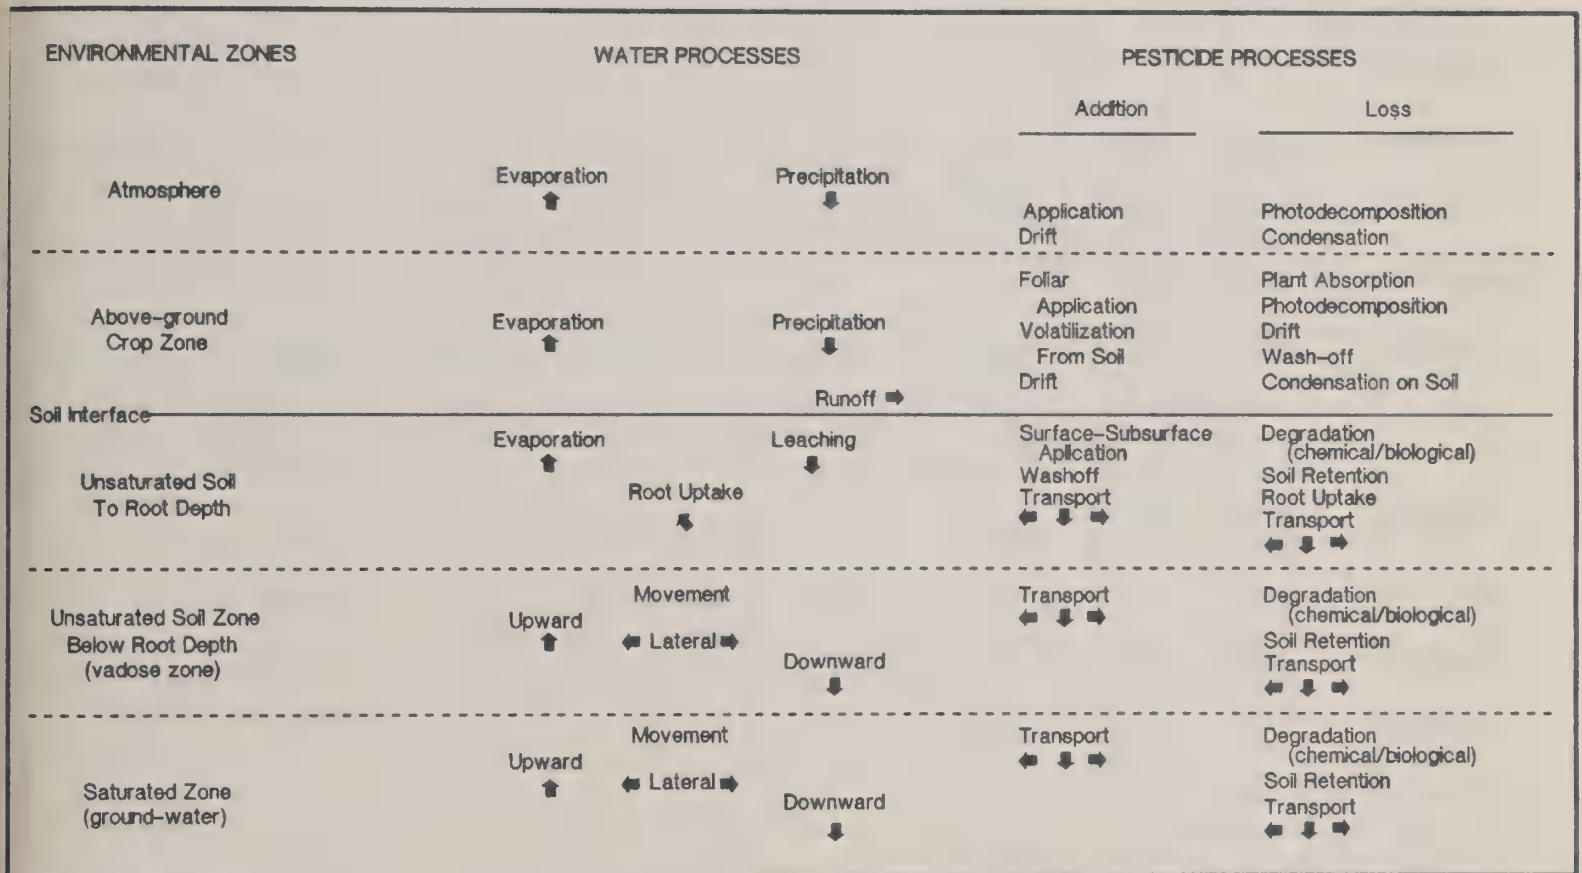 ENVIRONMENTAL ZONES WATER PROCESSES PESTICIDE PROCESSES
Addition Loss
Atmosphere Evaporation Precipitation
Application Photodecomposition
Drift Condensation
Foliar Plant Absorption
Application Photodecomposition
Above-ground Evaporation Precipitation Volatilization Drift
Crop Zone From Soil Wash-off
Drift Condensation on Soil
Runoff
Soil Interface
Evaporation Leaching Surface-Subsurface Degradation
Aplication (chemical/biological)
Unsaturated Soil Washoff Soil Retention
To Root Depth Root Uptake Transport Root Uptake
Transport
Movement Transport Degradation
Unsaturated Soil Zone Upward (chemical/biological)
Below Root Depth Lateral Soil Retention
(vadose zone) Downward Transport
Movement Transport Degradation
Upward (chemical/biological)
Saturated Zone Lateral Soil Retention
(ground-water) Downward Transport